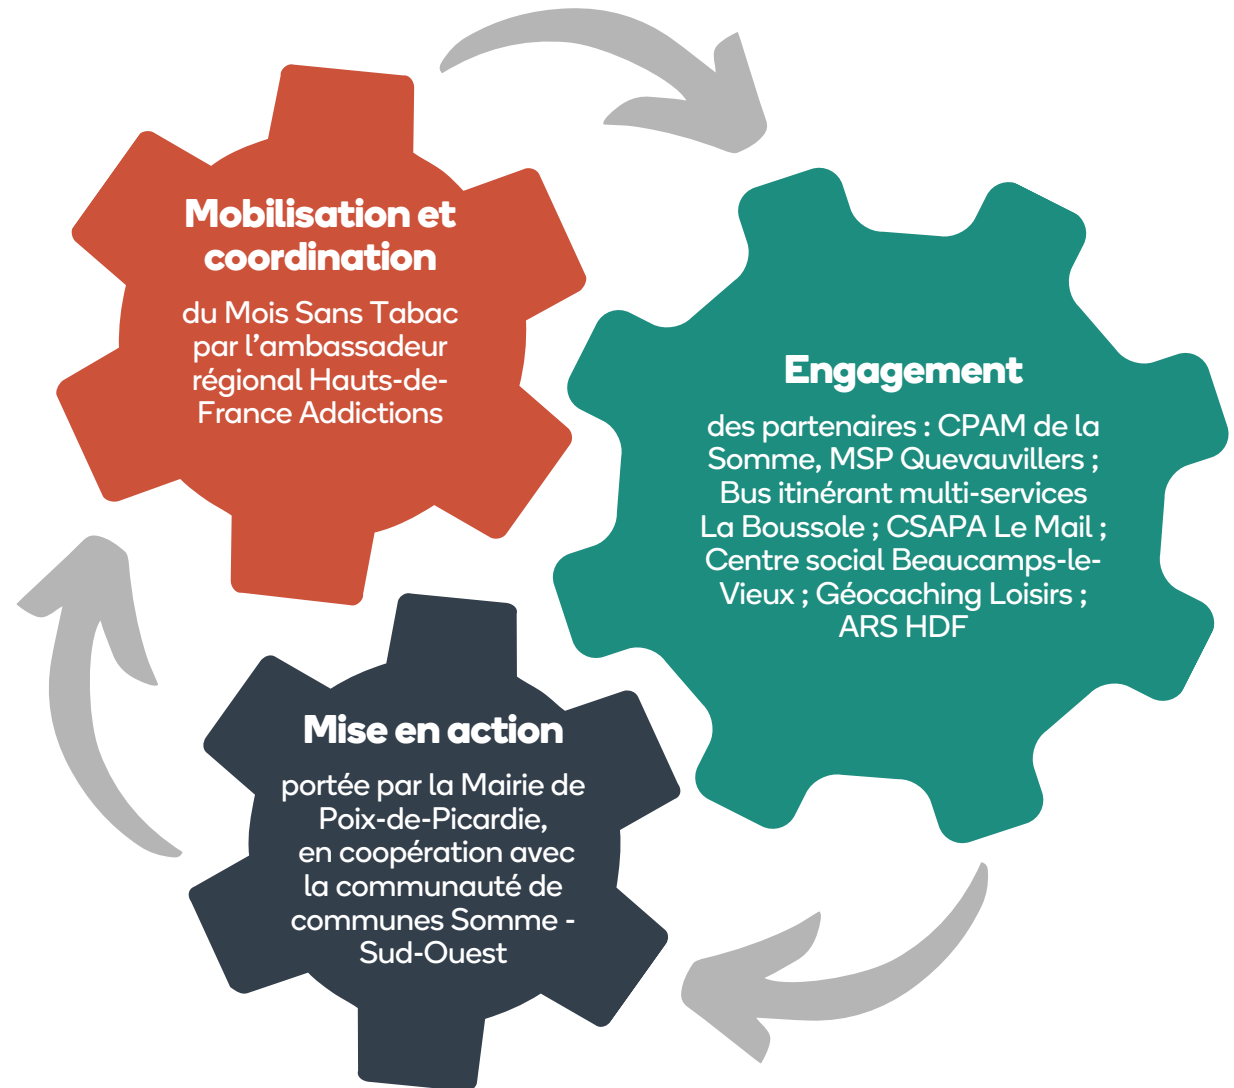 Mobilisation et
coordination
du Mois Sans Tabac
par l’ambassadeur
régional Hauts-de-
France Addictions
Engagement
des partenaires : CPAM de la
Somme, MSP Quevauvillers ;
Bus itinérant multi-services
La Boussole ; CSAPA Le Mail ;
Centre social Beaucamps-le-
Vieux ; Géocaching Loisirs ;
ARS HDF
Mise en action
portée par la Mairie de
Poix-de-Picardie,
en coopération avec
la communauté de
communes Somme -
Sud-Ouest